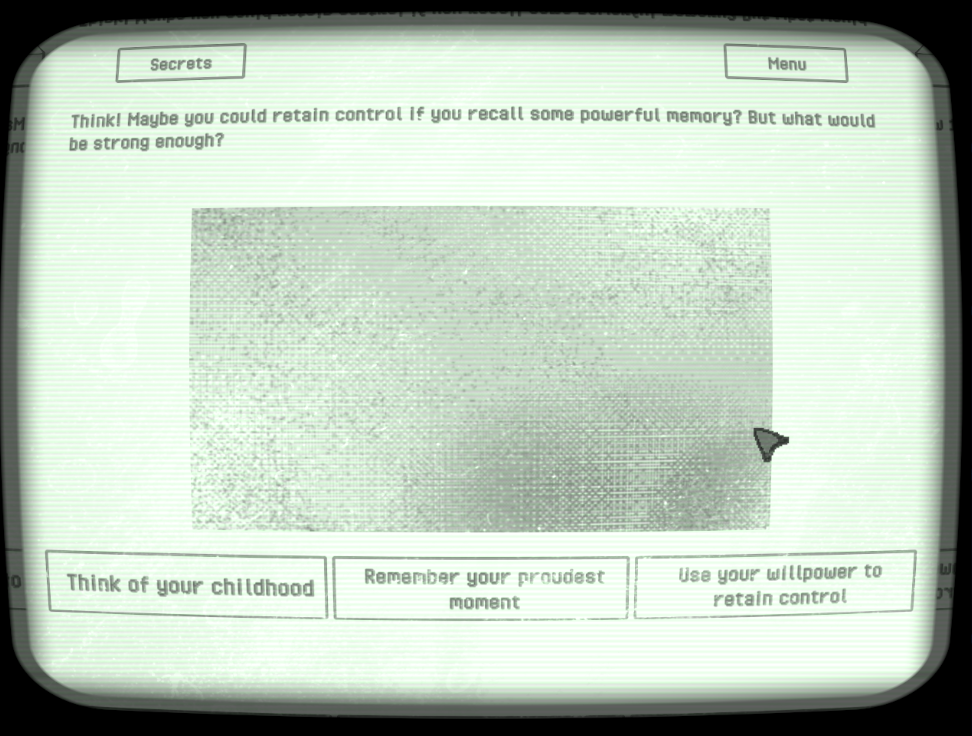 Secrets
Menu
Think! Maybe you could retain control if you recall some powerful memory? But what would
be strong enough?
Think of your childhood
Remember your proudest
moment
Use your willpower to
retain control